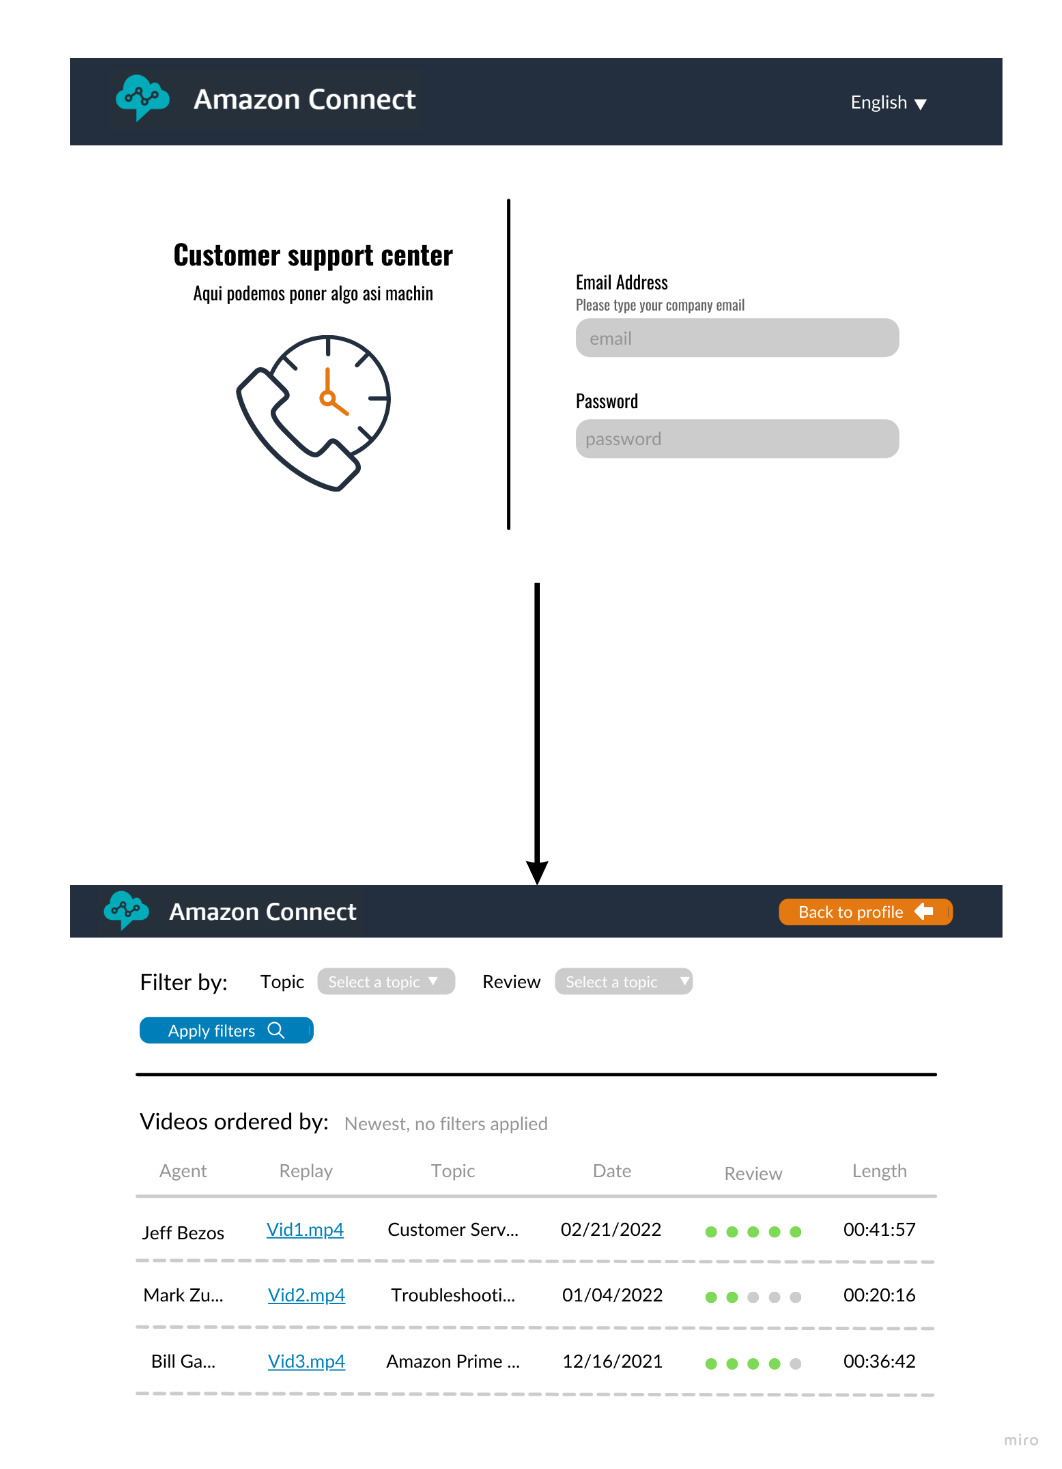 Amazon Connect
English
Customer support center
Aqui podemos poner algo asi machin
Email Address
Please type your company email
email
Password
password
Amazon Connect
Back to profile
Filter by: Topic Select a topic Review Select a topic
Apply filters
Videos ordered by: Newest, no filters applied
Agent Replay Topic Date Review Length
Jeff Bezos Vid1.mp4 Customer Serv... 02/21/2022 00:41:57
Mark Zu... Vid2.mp4 Troubleshooti... 01/04/2022 00:20:16
Bill Ga... Vid3.mp4 Amazon Prime ... 12/16/2021 00:36:42
miro